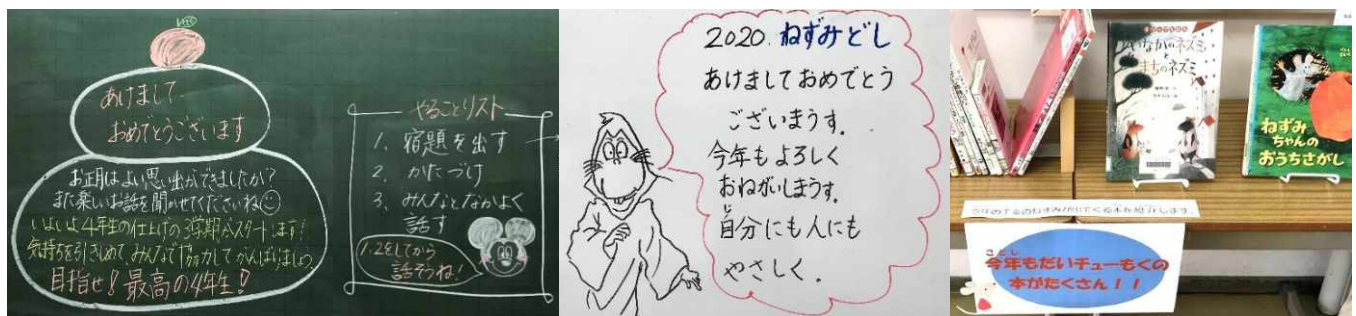 あけまして
おめでとうございます
お正月はよい思い出ができましたか?
また楽しいお話を聞かせてくださいね
いよいよ4年生の仕上げの3学期がスタートします!
気持ちを引きしめて、みんなで協力してがんばりましょう
目指せ!最高の4年生!
やることリスト
1、宿題を出す
2、かたづけ
3、みんなとなかよく
話す
1、2をしてから
話そうね!
2020.ねずみどし
あけましておめでとう
ございまうす。
今年もよろしく
おねがいしまうす。
じ
自分にも人にも
やさしく。
いなかのネズミ
と
まちのネズミ
ねずみ
ちゃんの
おうちさがし
ことし
今年もだいチューもくの
本がたくさん!!